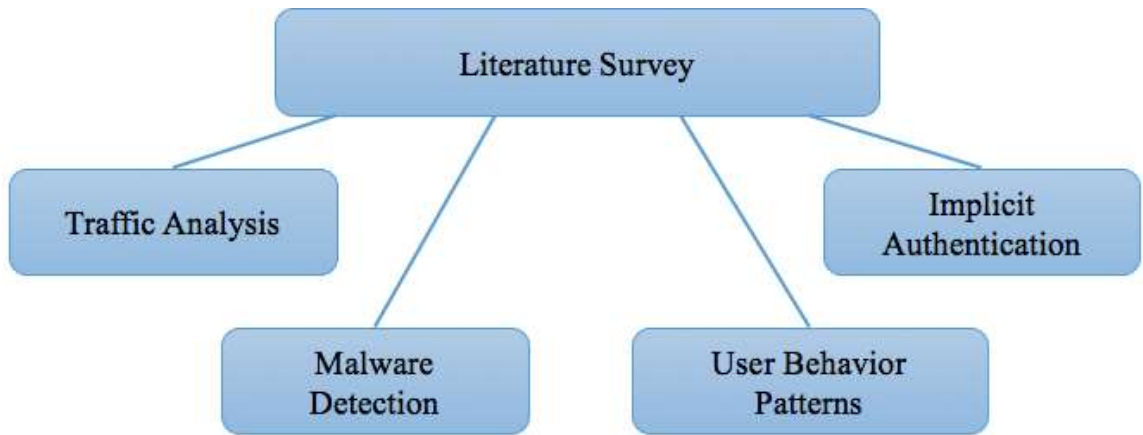 Literature Survey
Traffic Analysis
Implicit
Authentication
Malware
Detection
User Behavior
Patterns